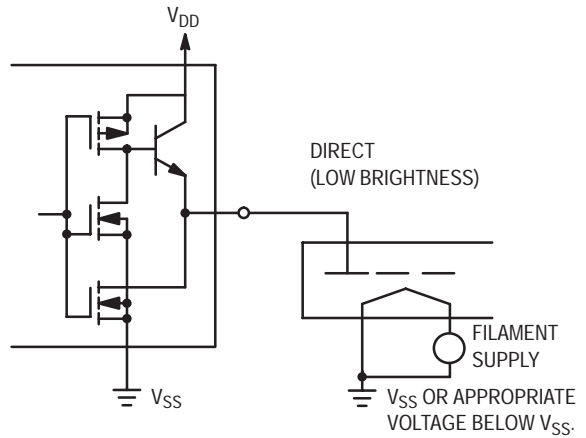 VDD
DIRECT
(LOW BRIGHTNESS)
FILAMENT
SUPPLY
VSS
VSS OR APPROPRIATE
VOLTAGE BELOW VSS.